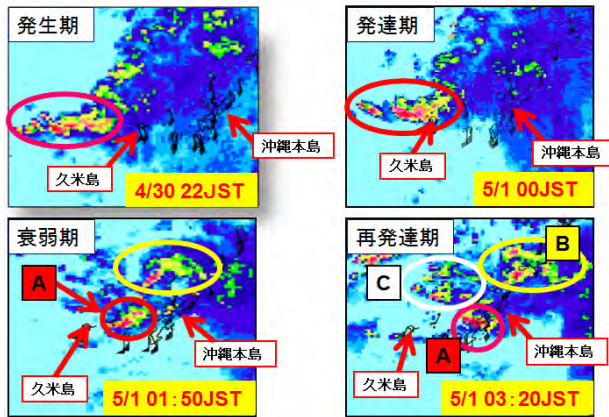 発生期
久米島
沖縄本島
4/30 22JST
発達期
久米島
沖縄本島
5/1 00JST
衰弱期
A
久米島
沖縄本島
5/1 01:50JST
再発達期
B
C
A
久米島
沖縄本島
5/1 03:20JST